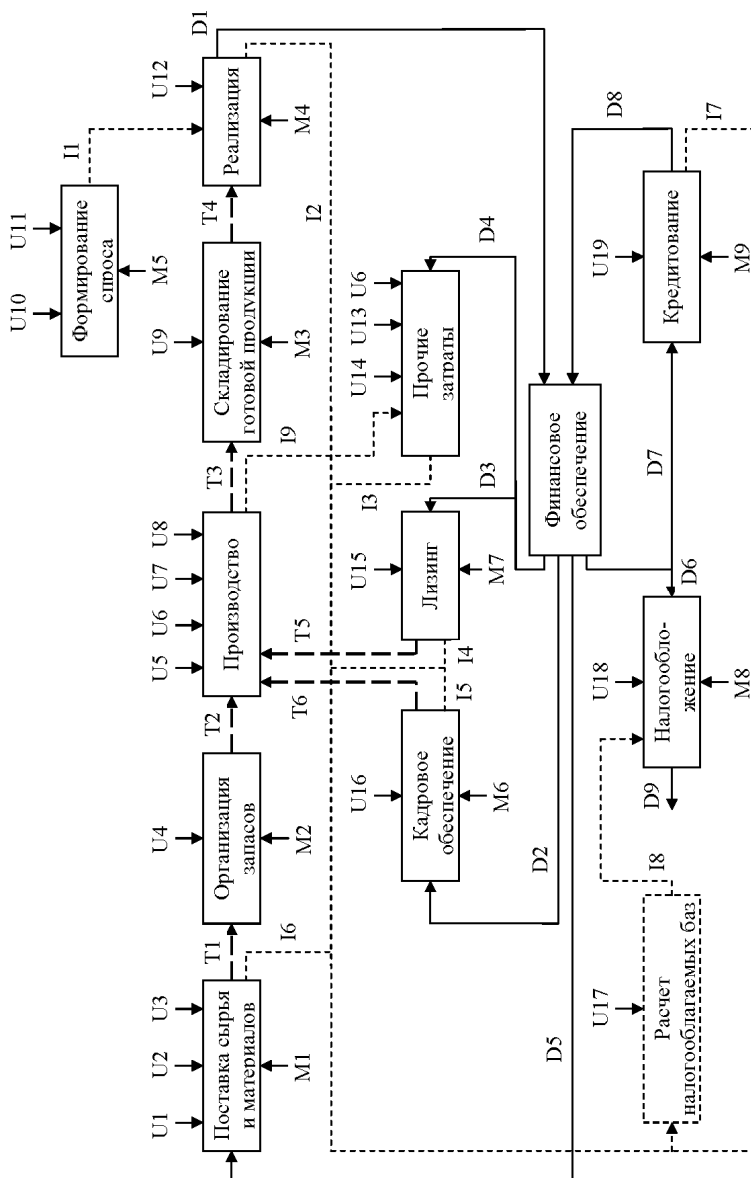 U10
U11
Формирование
спроса
M5
I1
U1
U2
U3
Поставка сырья
и материалов
M1
T1
I6
U4
Организация
запасов
M2
T2
U5
U6
U7
U8
Производство
T3
I9
U9
Складирование
готовой продукции
M3
T4
U12
Реализация
M4
D1
I2
T6
T5
U16
Кадровое
обеспечение
M6
I5
I4
U15
Лизинг
M7
I3
U14
U13
U6
Прочие
затраты
D4
D3
D2
Финансовое
обеспечение
D5
U17
Расчет
налогооблагаемых баз
I8
D9
U18
Налогообло-
жение
M8
D6
D7
U19
Кредитование
M9
D8
I7